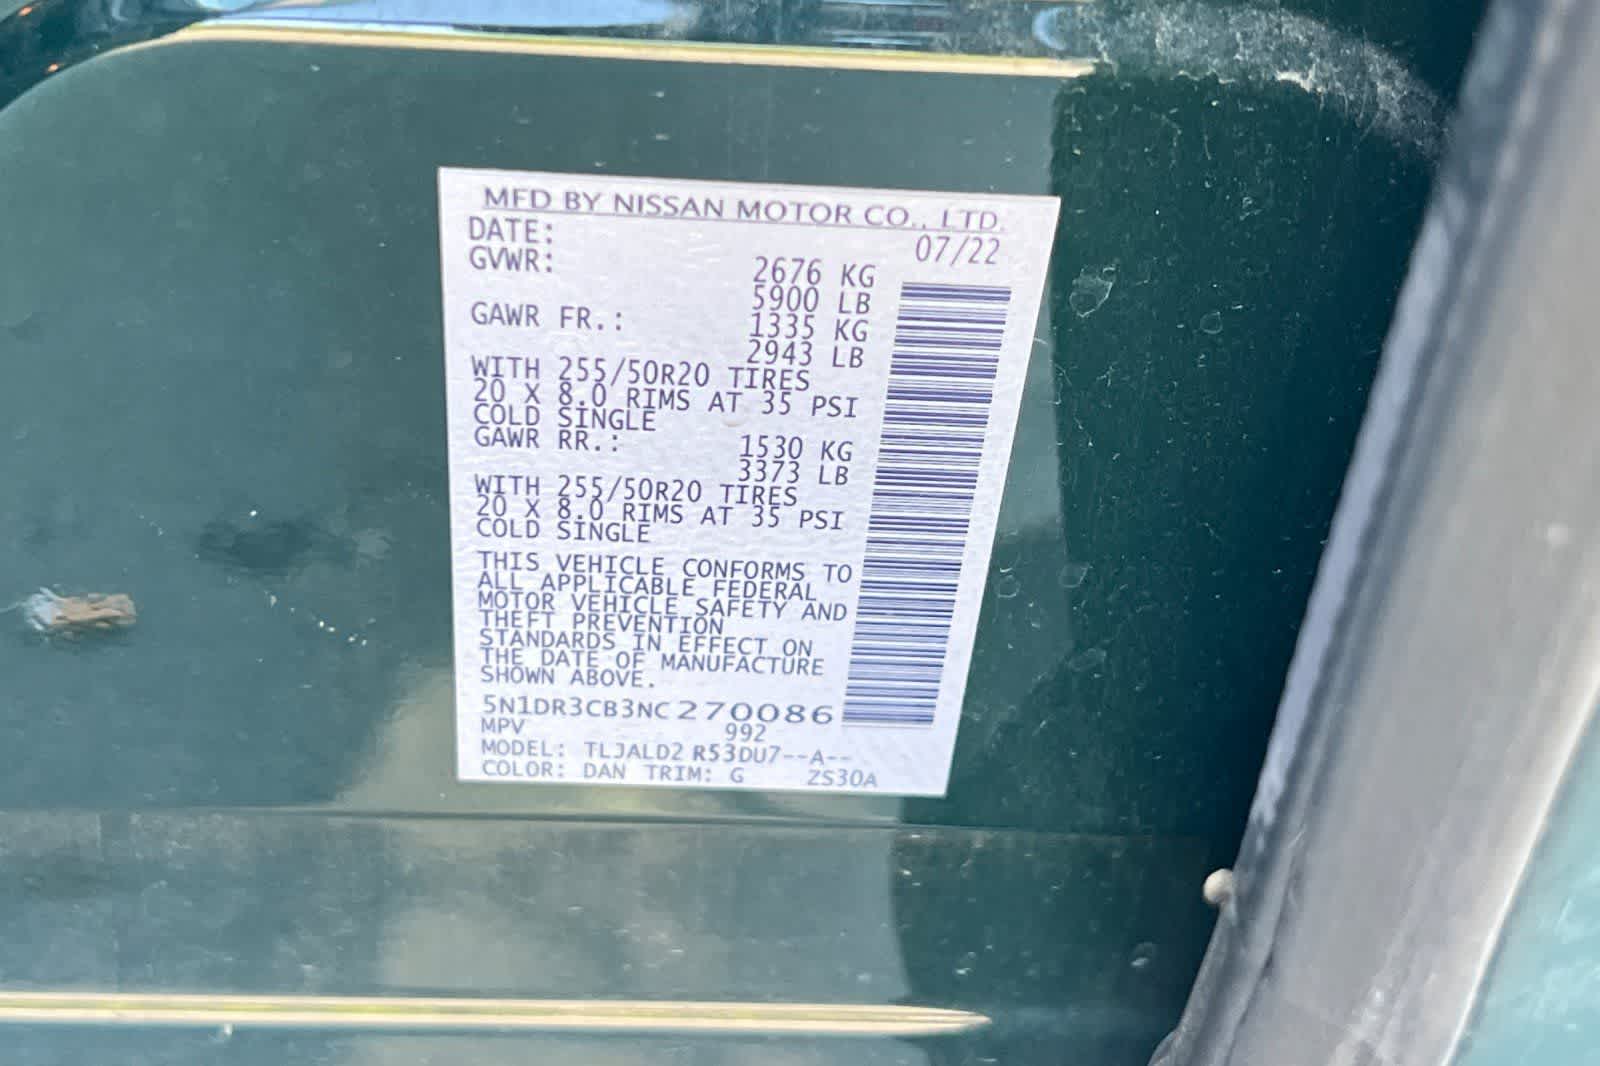 MFD BY NISSAN MOTOR CO., LTD.
DATE: 07/22
GVWR: 2676 KG
5900 LB
GAWR FR.: 1335 KG
2943 LB
WITH 255/50R20 TIRES
20 X 8.0 RIMS AT 35 PSI
COLD SINGLE
GAWR RR.: 1530 KG
3373 LB
WITH 255/50R20 TIRES
20 X 8.0 RIMS AT 35 PSI
COLD SINGLE
THIS VEHICLE CONFORMS TO
ALL APPLICABLE FEDERAL
MOTOR VEHICLE SAFETY AND
THEFT PREVENTION
STANDARDS IN EFFECT ON
THE DATE OF MANUFACTURE
SHOWN ABOVE.
5N1DR3CB3NC270086
MPV 992
MODEL: TLJALD2 R53DU7--A--
COLOR: DAN TRIM: G ZS30A